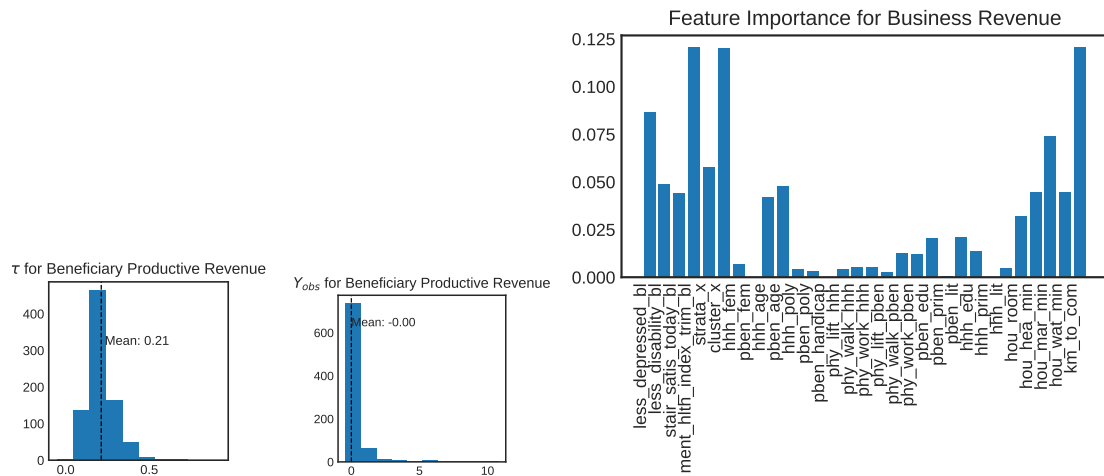 Feature Importance for Business Revenue
0.125
0.100
0.075
0.050
0.025
0.000
less_depressed_bl
less_disability_bl
stair_satis_today_bl
ment_hlth_index_trim_bl
strata_x
cluster_x
hhh_fem
pben_fem
hhh_age
pben_age
hhh_poly
pben_poly
pben_handicap
phy_lift_hhh
phy_walk_hhh
phy_work_hhh
phy_lift_pben
phy_walk_pben
phy_work_pben
pben_edu
pben_prim
pben_lit
hhh_edu
hhh_prim
hhh_lit
hou_room
hou_hea_min
hou_mar_min
hou_wat_min
km_to_com
τ for Beneficiary Productive Revenue
400
300
200
100
0
Mean: 0.21
0.0 0.5
Y_obs for Beneficiary Productive Revenue
600
400
200
0
Mean: -0.00
0 5 10